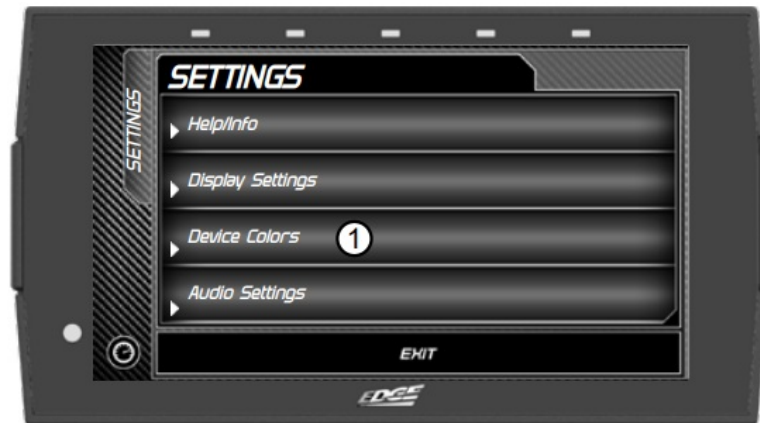 SETTINGS
SETTINGS
Help/Info
Display Settings
Device Colors 1
Audio Settings
EXIT
EDGE